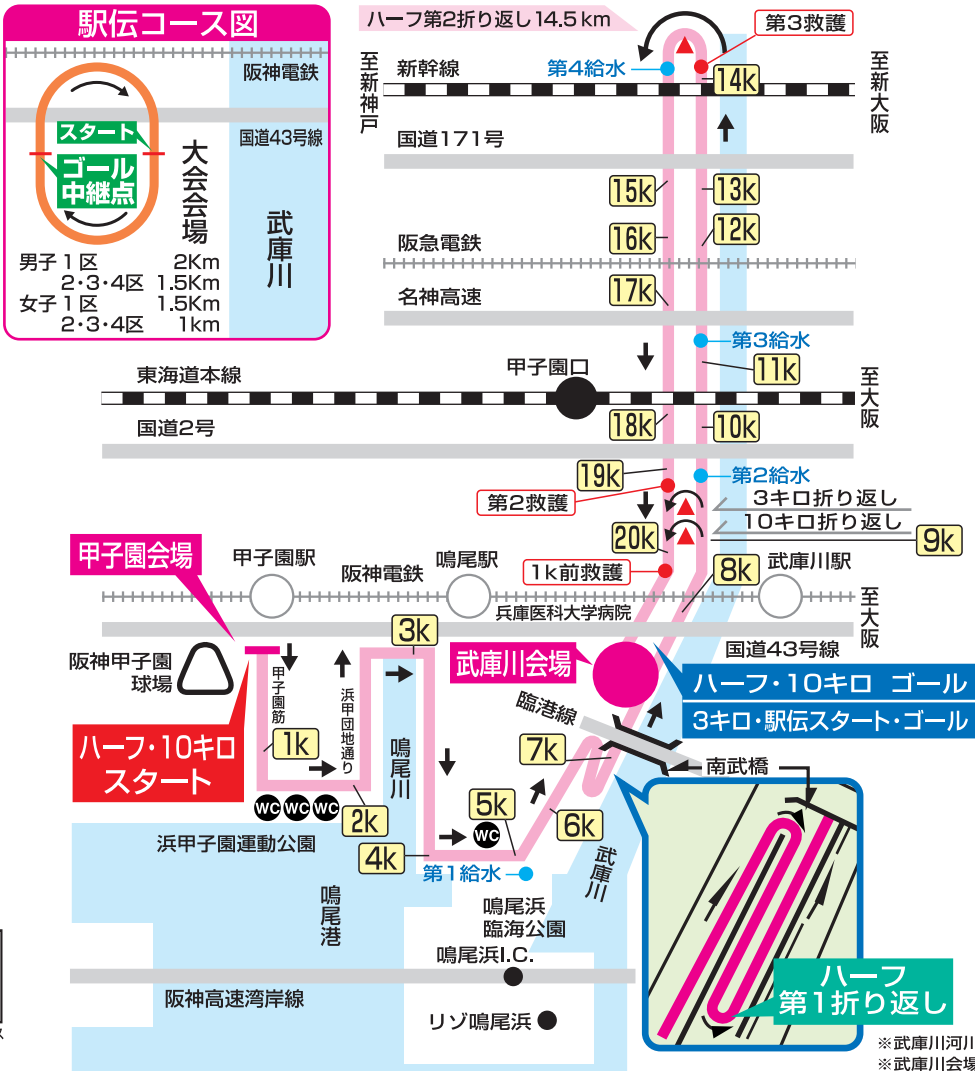 駅伝コース図
阪神電鉄
国道43号線
スタート
ゴール
中継点
大会会場
武庫川
男子1区 2Km
2・3・4区 1.5Km
女子1区 1.5Km
2・3・4区 1km
ハーフ第2折り返し14.5km
第3救護
至新神戸
新幹線
第4給水
14k
至新大阪
国道171号
15k
13k
16k
12k
阪急電鉄
17k
名神高速
第3給水
11k
東海道本線
甲子園口
至大阪
国道2号
18k
10k
19k
第2給水
第2救護
3キロ折り返し
10キロ折り返し
20k
9k
甲子園会場
甲子園駅
阪神電鉄
鳴尾駅
1k前救護
8k
武庫川駅
兵庫医科大学病院
至大阪
3k
国道43号線
阪神甲子園
球場
武庫川会場
ハーフ・10キロ ゴール
3キロ・駅伝スタート・ゴール
甲子園筋
浜甲団地通り
臨港線
ハーフ・10キロ
スタート
1k
鳴尾川
7k
南武橋
WC WC WC
2k
5k
6k
WC
浜甲子園運動公園
4k
第1給水
武庫川
鳴尾港
鳴尾浜
臨海公園
鳴尾浜I.C.
阪神高速湾岸線
リゾ鳴尾浜
ハーフ
第1折り返し
※武庫川河川
※武庫川会場